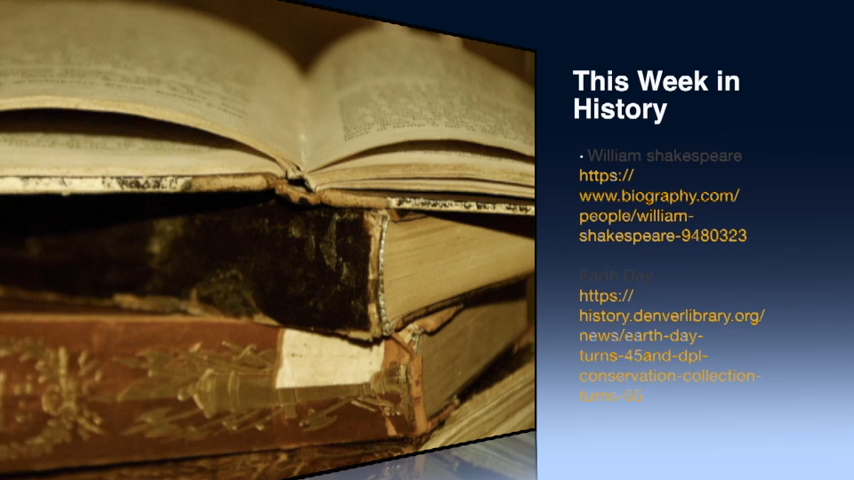 This Week in
History
· William shakespeare
https://
www.biography.com/
people/william-
shakespeare-9480323
Earth Day
https://
history.denverlibrary.org/
news/earth-day-
turns-45and-dpl-
conservation-collection-
turns-55